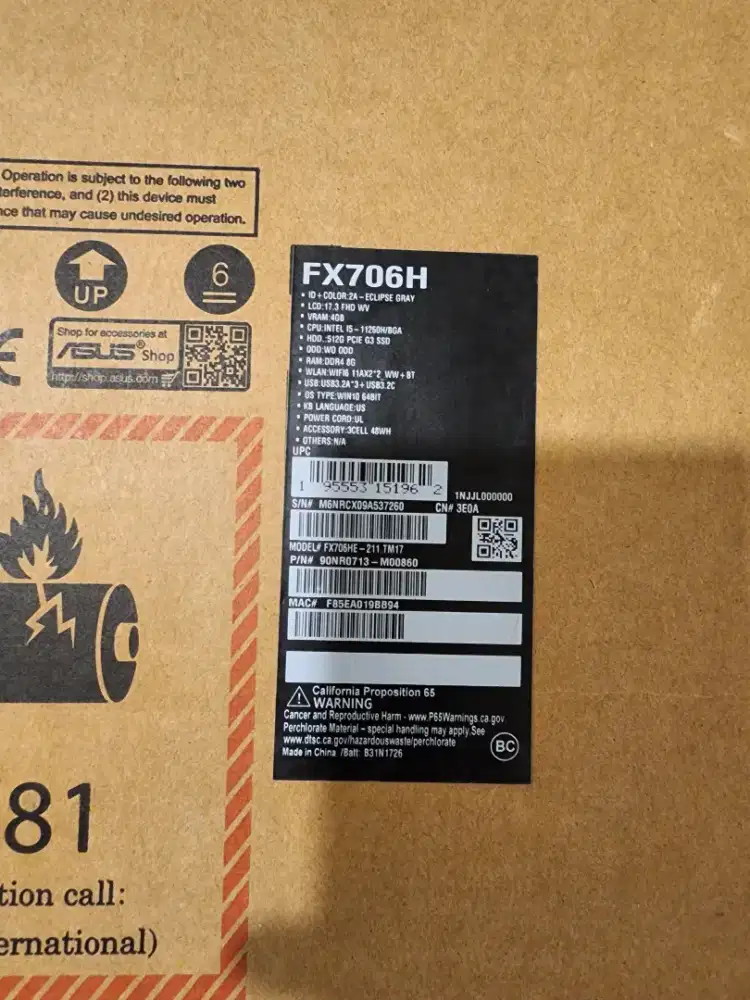 Operation is subject to the following two
terference, and (2) this device must
nce that may cause undesired operation.
UP
6
Shop for accessories at
ASUS® Shop
http://shop.asus.com
81
tion call:
ernational)
FX706H
• ID+COLOR:2A-ECLIPSE GRAY
• LCD:17.3 FHD WV
• VRAM:4GB
• CPU:INTEL I5-11260H/BGA
• HDD.:512G PCIE G3 SSD
• ODD:WO ODD
• RAM:DDR4 8G
• WLAN:WIFI6 11AX2*2_WW+BT
• USB:USB3.2A*3+USB3.2C
• OS TYPE:WIN10 64BIT
• KB LANGUAGE:US
• POWER CORD:UL
• ACCESSORY:3CELL 48WH
• OTHERS:N/A
UPC
1 95553 15196 2
1NJJL000000
S/N# M6NRCX09A537260
CN# 3E0A
MODEL# FX706HE-211.TM17
P/N# 90NR0713-M00860
MAC# F85EA019BB94
California Proposition 65
WARNING
Cancer and Reproductive Harm - www.P65Warnings.ca.gov
Perchlorate Material - special handling may apply.See
www.dtsc.ca.gov/hazardouswaste/perchlorate
Made in China /Batt: B31N1726
BC